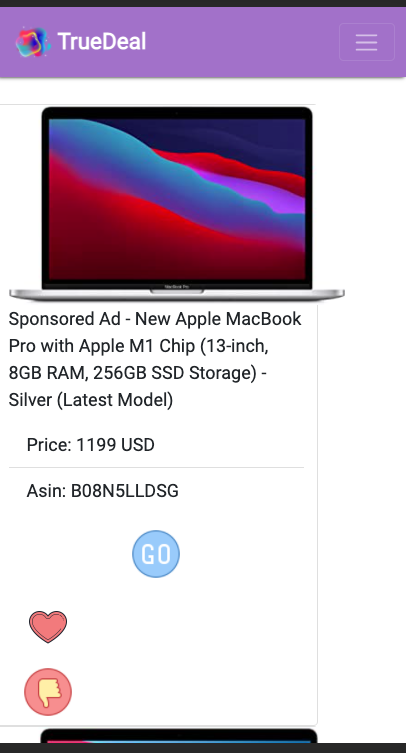 TrueDeal
MacBook Pro
Sponsored Ad - New Apple MacBook
Pro with Apple M1 Chip (13-inch,
8GB RAM, 256GB SSD Storage) -
Silver (Latest Model)
Price: 1199 USD
Asin: B08N5LLDSG
GO